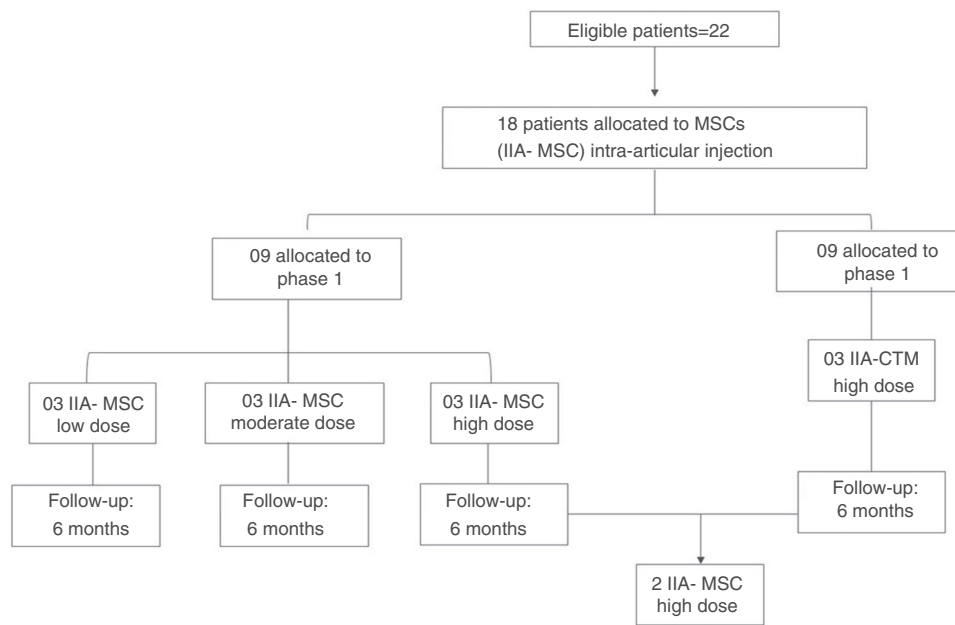 Eligible patients=22
18 patients allocated to MSCs
(IIA- MSC) intra-articular injection
09 allocated to
phase 1
09 allocated to
phase 1
03 IIA- MSC
low dose
03 IIA- MSC
moderate dose
03 IIA- MSC
high dose
03 IIA-CTM
high dose
Follow-up:
6 months
Follow-up:
6 months
Follow-up:
6 months
Follow-up:
6 months
2 IIA- MSC
high dose